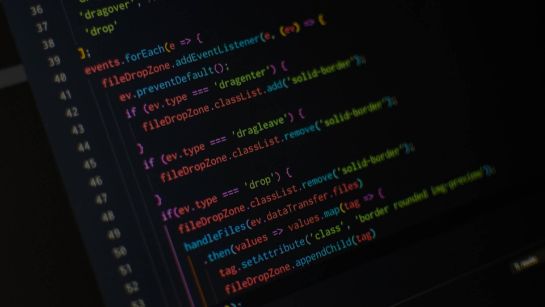 36 'dragover',
37 'drop'
38 ];
39 events.forEach(e => {
40 fileDropZone.addEventListener(e, (ev) => {
41 ev.preventDefault();
42 if (ev.type === 'dragenter') {
43 fileDropZone.classList.add('solid-border');
44 }
45 if (ev.type === 'dragleave') {
46 fileDropZone.classList.remove('solid-border');
47 }
48 if(ev.type === 'drop') {
49 fileDropZone.classList.remove('solid-border');
50 handleFiles(ev.dataTransfer.files)
51 .then(values => values.map(tag => {
52 tag.setAttribute('class', 'border rounded img-preview');
53 fileDropZone.appendChild(tag)
});